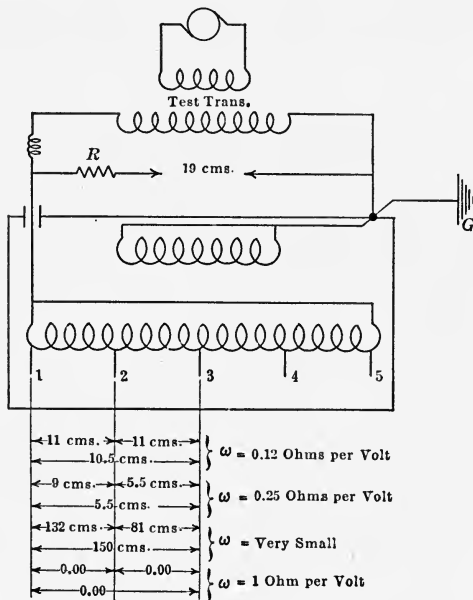 Test Trans.
R
19 cms.
G
1 2 3 4 5
11 cms. 11 cms.
10.5 cms.
ω = 0.12 Ohms per Volt
9 cms. 5.5 cms.
5.5 cms.
ω = 0.25 Ohms per Volt
132 cms. 81 cms.
150 cms.
ω = Very Small
0.00 0.00
0.00
ω = 1 Ohm per Volt